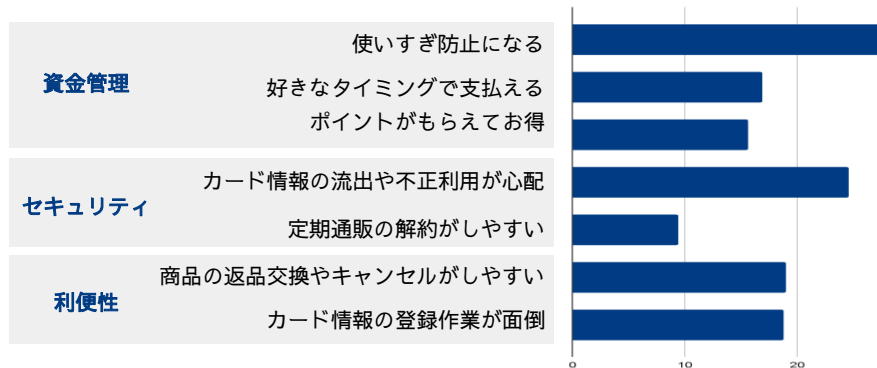 使いすぎ防止になる
資金管理
好きなタイミングで支払える
ポイントがもらえてお得
カード情報の流出や不正利用が心配
セキュリティ
定期通販の解約がしやすい
商品の返品交換やキャンセルがしやすい
利便性
カード情報の登録作業が面倒
0 10 20